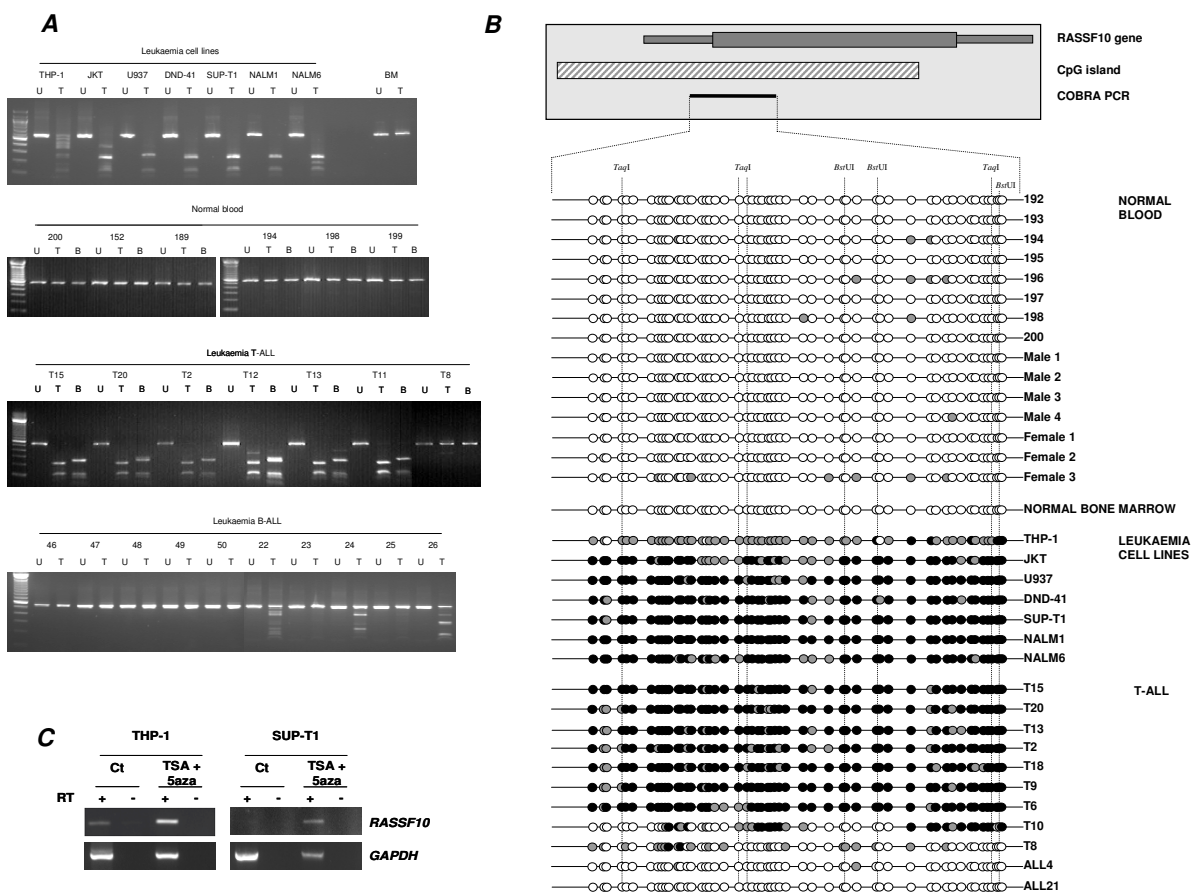 A
Leukaemia cell lines
THP-1 JKT U937 DND-41 SUP-T1 NALM1 NALM6 BM
U T U T U T U T U T U T U T U T
Normal blood
200 152 189 194 198 199
U T B U T B U T B U T B U T B U T B
Leukaemia T-ALL
T15 T20 T2 T12 T13 T11 T8
U T B U T B U T B U T B U T B U T B U T B
Leukaemia B-ALL
46 47 48 49 50 22 23 24 25 26
U T U T U T U T U T U T U T U T U T U T
C
THP-1 SUP-T1
Ct TSA + 5aza Ct TSA + 5aza
RT + - + - + - + -
RASSF10
GAPDH
B
RASSF10 gene
CpG island
COBRA PCR
TaqI TaqI BstUI BstUI TaqI
BstUI
192
193
194
195
196
197
198
200
Male 1
Male 2
Male 3
Male 4
Female 1
Female 2
Female 3
NORMAL BLOOD
NORMAL BONE MARROW
THP-1
JKT
U937
DND-41
SUP-T1
NALM1
NALM6
LEUKAEMIA
CELL LINES
T15
T20
T13
T2
T18
T9
T6
T10
T8
ALL4
ALL21
T-ALL